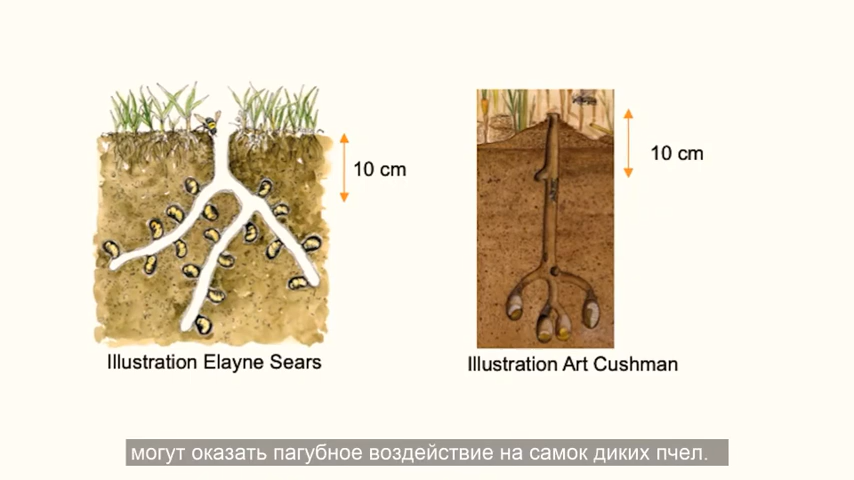 10 cm
10 cm
Illustration Elayne Sears
Illustration Art Cushman
могут оказать пагубное воздействие на самок диких пчел.